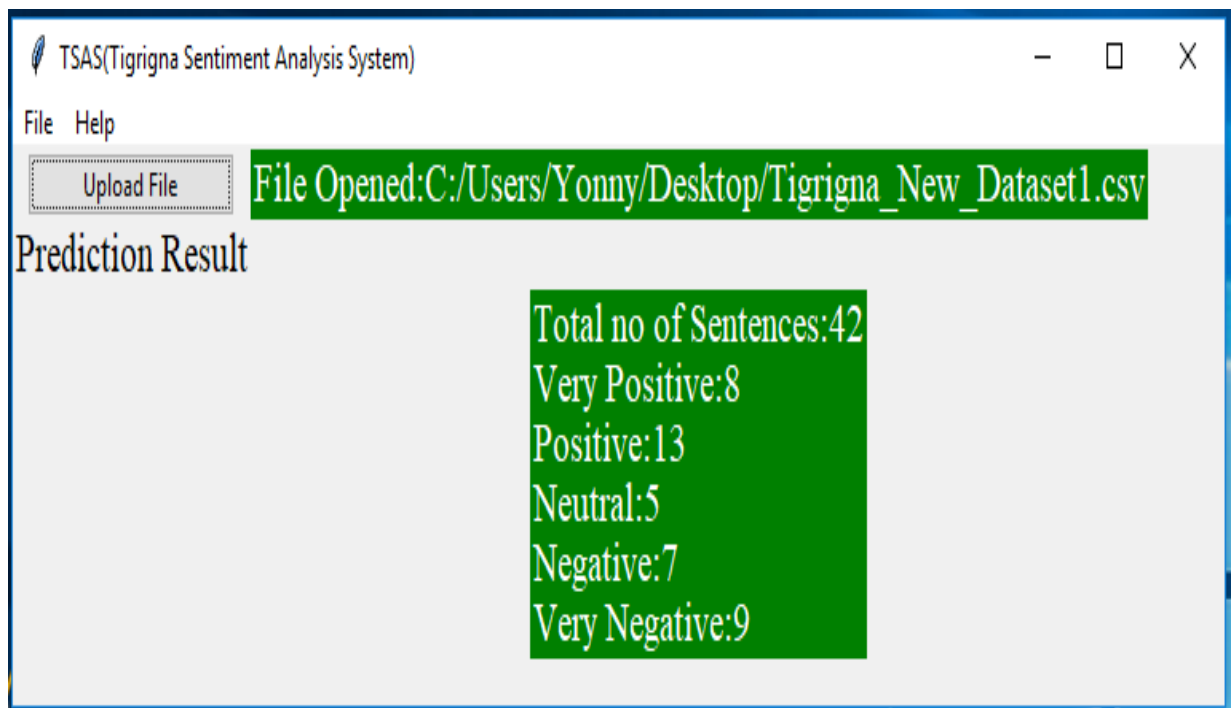 TSAS(Tigrigna Sentiment Analysis System)
File Help
Upload File File Opened:C:/Users/Yonny/Desktop/Tigrigna_New_Dataset1.csv
Prediction Result
Total no of Sentences:42
Very Positive:8
Positive:13
Neutral:5
Negative:7
Very Negative:9